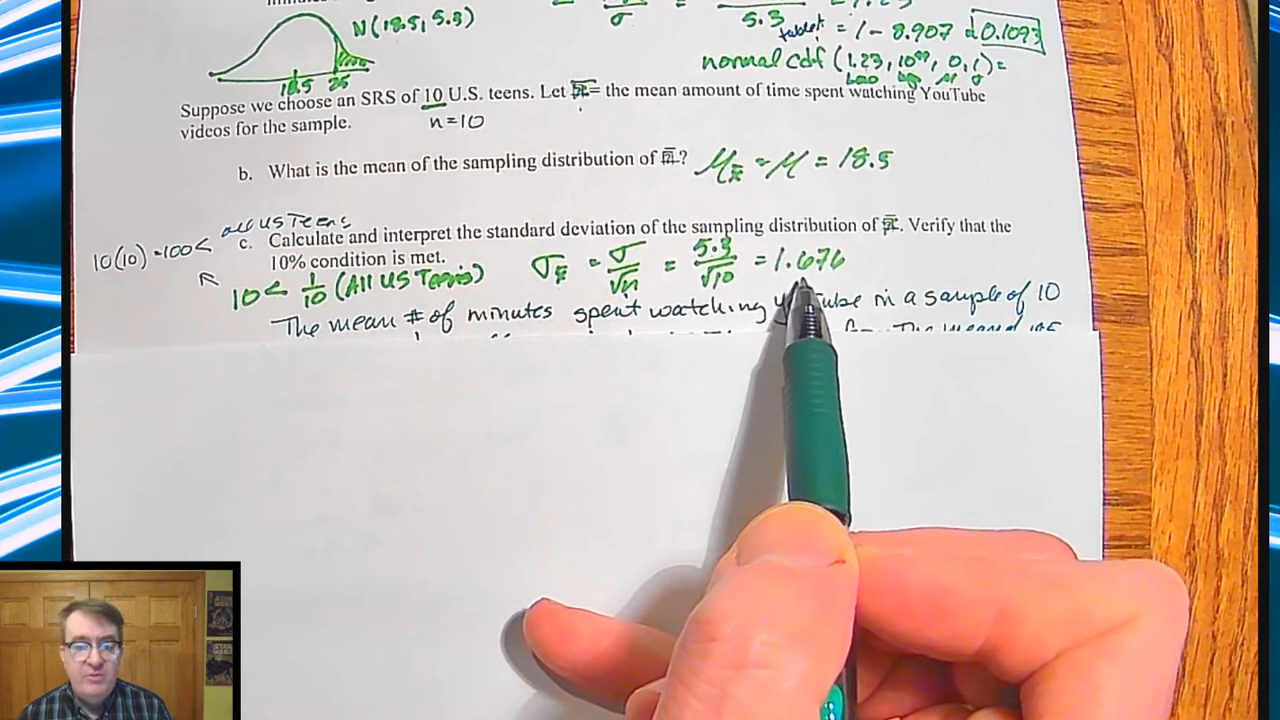 N(18.5, 5.3)
σ
5.3
table: = 1 - 8.907
0.1093
normal cdf (1.23, 10⁹⁹, 0, 1) =
18.5 25
Suppose we choose an SRS of 10 U.S. teens. Let x̄ = the mean amount of time spent watching YouTube
videos for the sample.
n=10
b. What is the mean of the sampling distribution of x̄? μx̄ = μ = 18.5
all US Teens
10(10) = 100 <
c. Calculate and interpret the standard deviation of the sampling distribution of x̄. Verify that the
10% condition is met. σx̄ = σ/√n = 5.3/√10 = 1.676
10 < 1/10 (All US Teens)
The mean # of minutes spent watching in a sample of 10